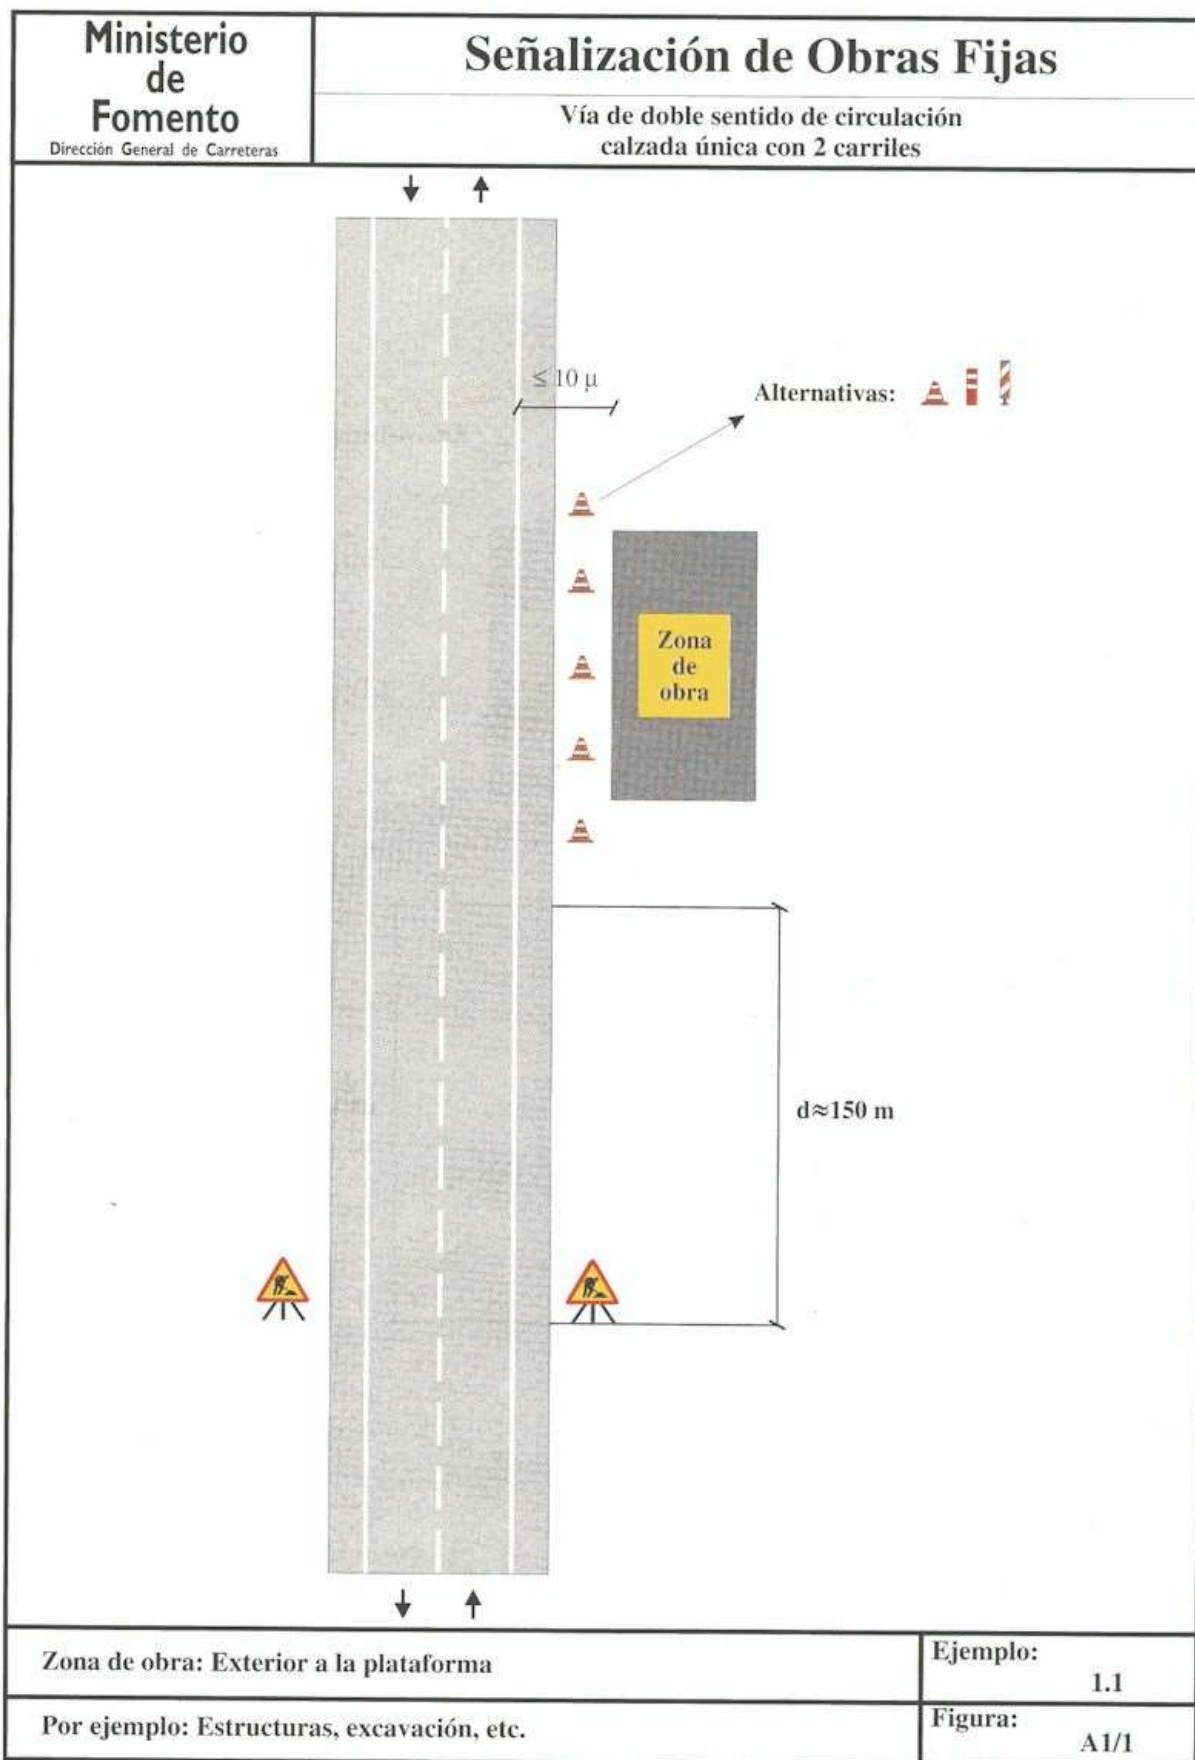 Ministerio
de
Fomento
Dirección General de Carreteras
Señalización de Obras Fijas
Vía de doble sentido de circulación
calzada única con 2 carriles
≤ 10 μ
Alternativas:
Zona
de
obra
d≈150 m
Zona de obra: Exterior a la plataforma
Ejemplo:
1.1
Por ejemplo: Estructuras, excavación, etc.
Figura:
A1/1